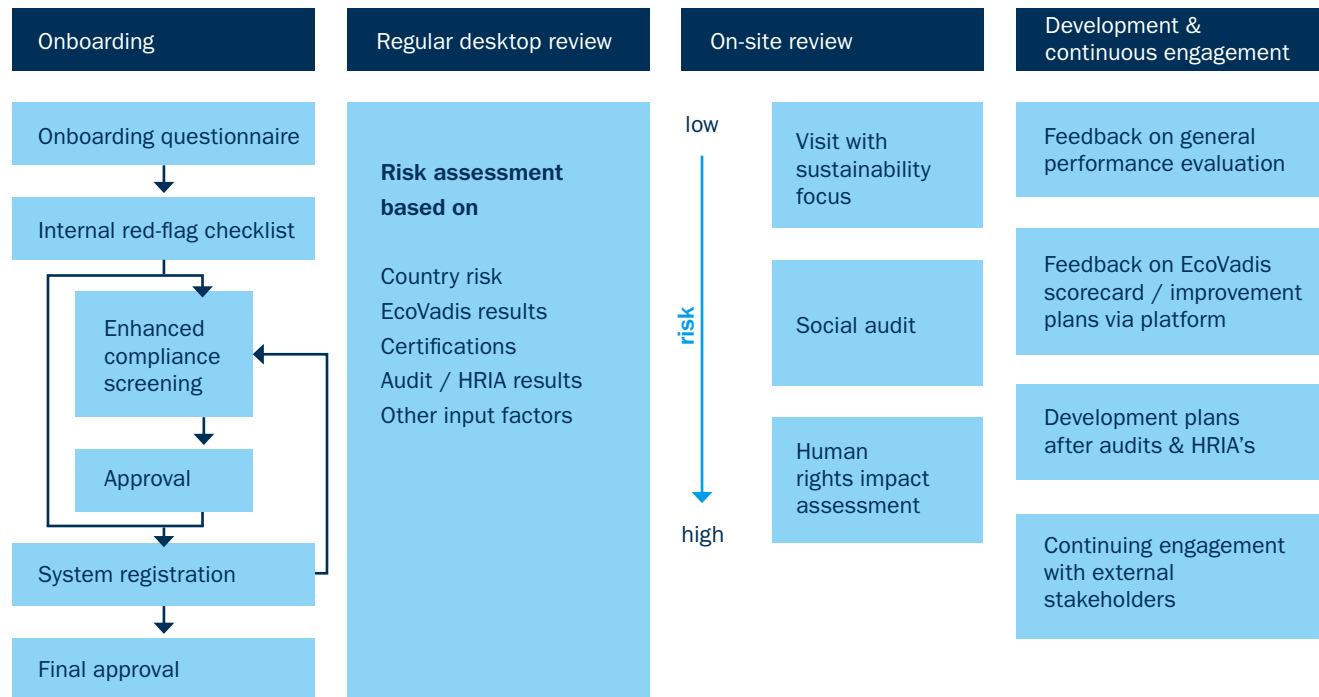 Onboarding
Onboarding questionnaire
Internal red-flag checklist
Enhanced
compliance
screening
Approval
System registration
Final approval
Regular desktop review
Risk assessment
based on
Country risk
EcoVadis results
Certifications
Audit / HRIA results
Other input factors
On-site review
low
risk
high
Visit with
sustainability
focus
Social audit
Human
rights impact
assessment
Development &
continuous engagement
Feedback on general
performance evaluation
Feedback on EcoVadis
scorecard / improvement
plans via platform
Development plans
after audits & HRIA’s
Continuing engagement
with external
stakeholders